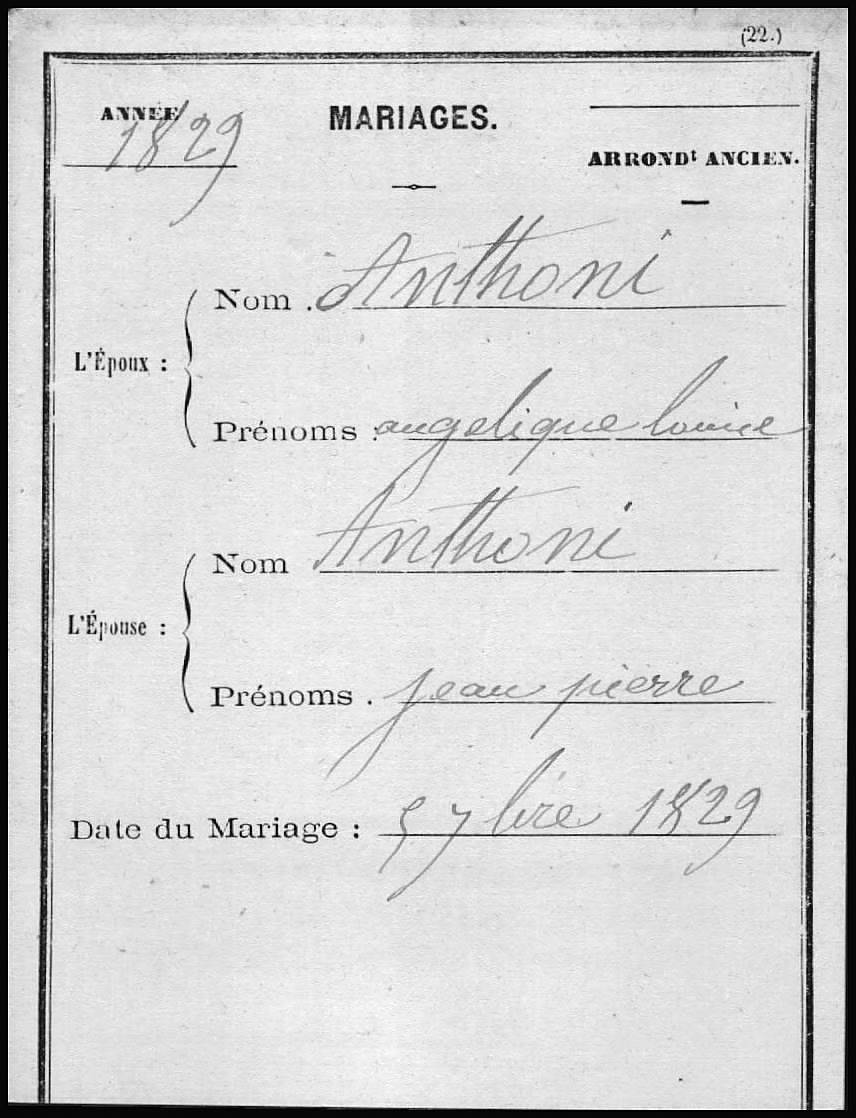 (22.)
ANNÉE
1829
MARIAGES.
ARRONDt ANCIEN.
L'Époux :
Nom . Anthoni
Prénoms : angelique louise
L'Épouse :
Nom Anthoni
Prénoms . jean pierre
Date du Mariage : 5 7bre 1829